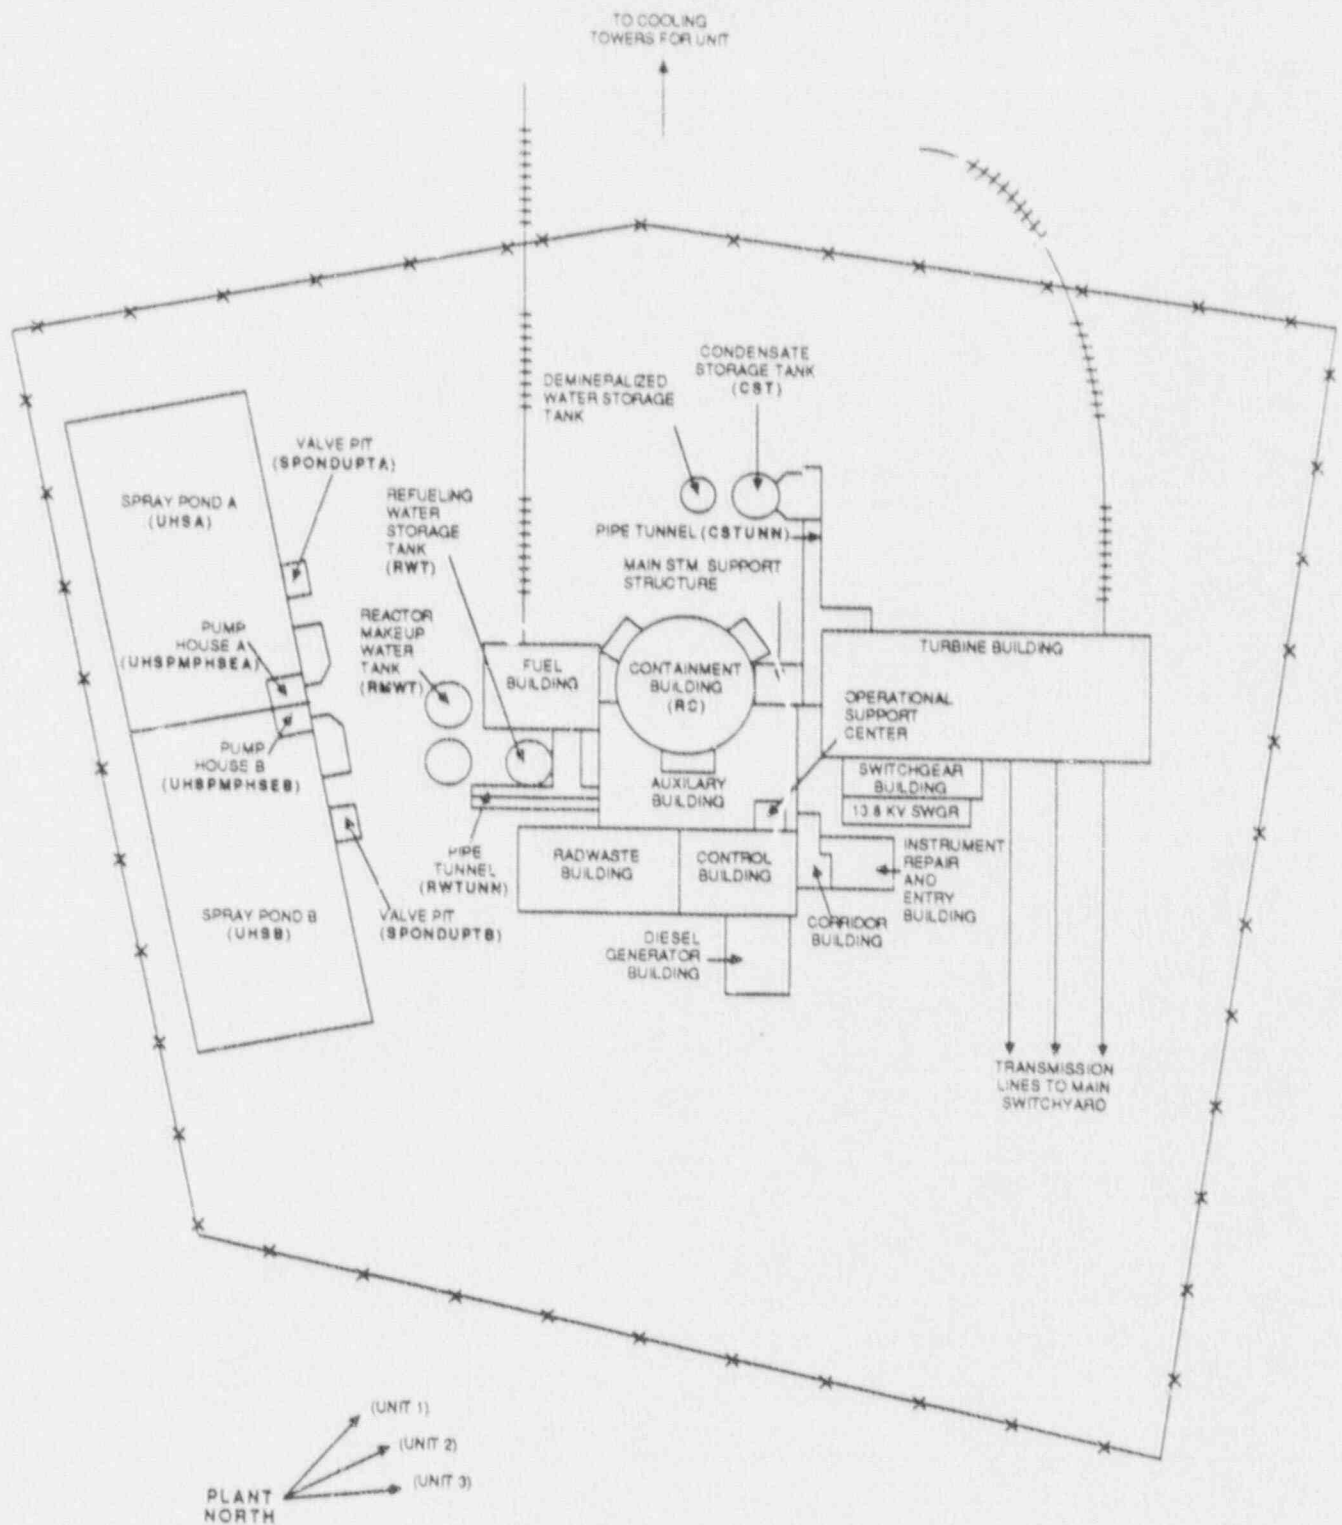 TO COOLING
TOWERS FOR UNIT
CONDENSATE
STORAGE TANK
(CST)
DEMINERALIZED
WATER STORAGE
TANK
VALVE PIT
(SPONDUPTA)
REFUELING
WATER
STORAGE
TANK
(RWT)
SPRAY POND A
(UHSA)
PIPE TUNNEL (CSTUNN)
MAIN STM. SUPPORT
STRUCTURE
PUMP
HOUSE A
(UHSPMPHSEA)
REACTOR
MAKEUP
WATER
TANK
(RMWT)
FUEL
BUILDING
CONTAINMENT
BUILDING
(RC)
TURBINE BUILDING
OPERATIONAL
SUPPORT
CENTER
PUMP
HOUSE B
(UHSPMPHSEB)
AUXILARY
BUILDING
SWITCHGEAR
BUILDING
13.8 KV SWGR
PIPE
TUNNEL
(RWTUNN)
RADWASTE
BUILDING
CONTROL
BUILDING
INSTRUMENT
REPAIR
AND
ENTRY
BUILDING
SPRAY POND B
(UHSB)
VALVE PIT
(SPONDUPTB)
DIESEL
GENERATOR
BUILDING
CORRIDOR
BUILDING
TRANSMISSION
LINES TO MAIN
SWITCHYARD
(UNIT 1)
(UNIT 2)
(UNIT 3)
PLANT
NORTH